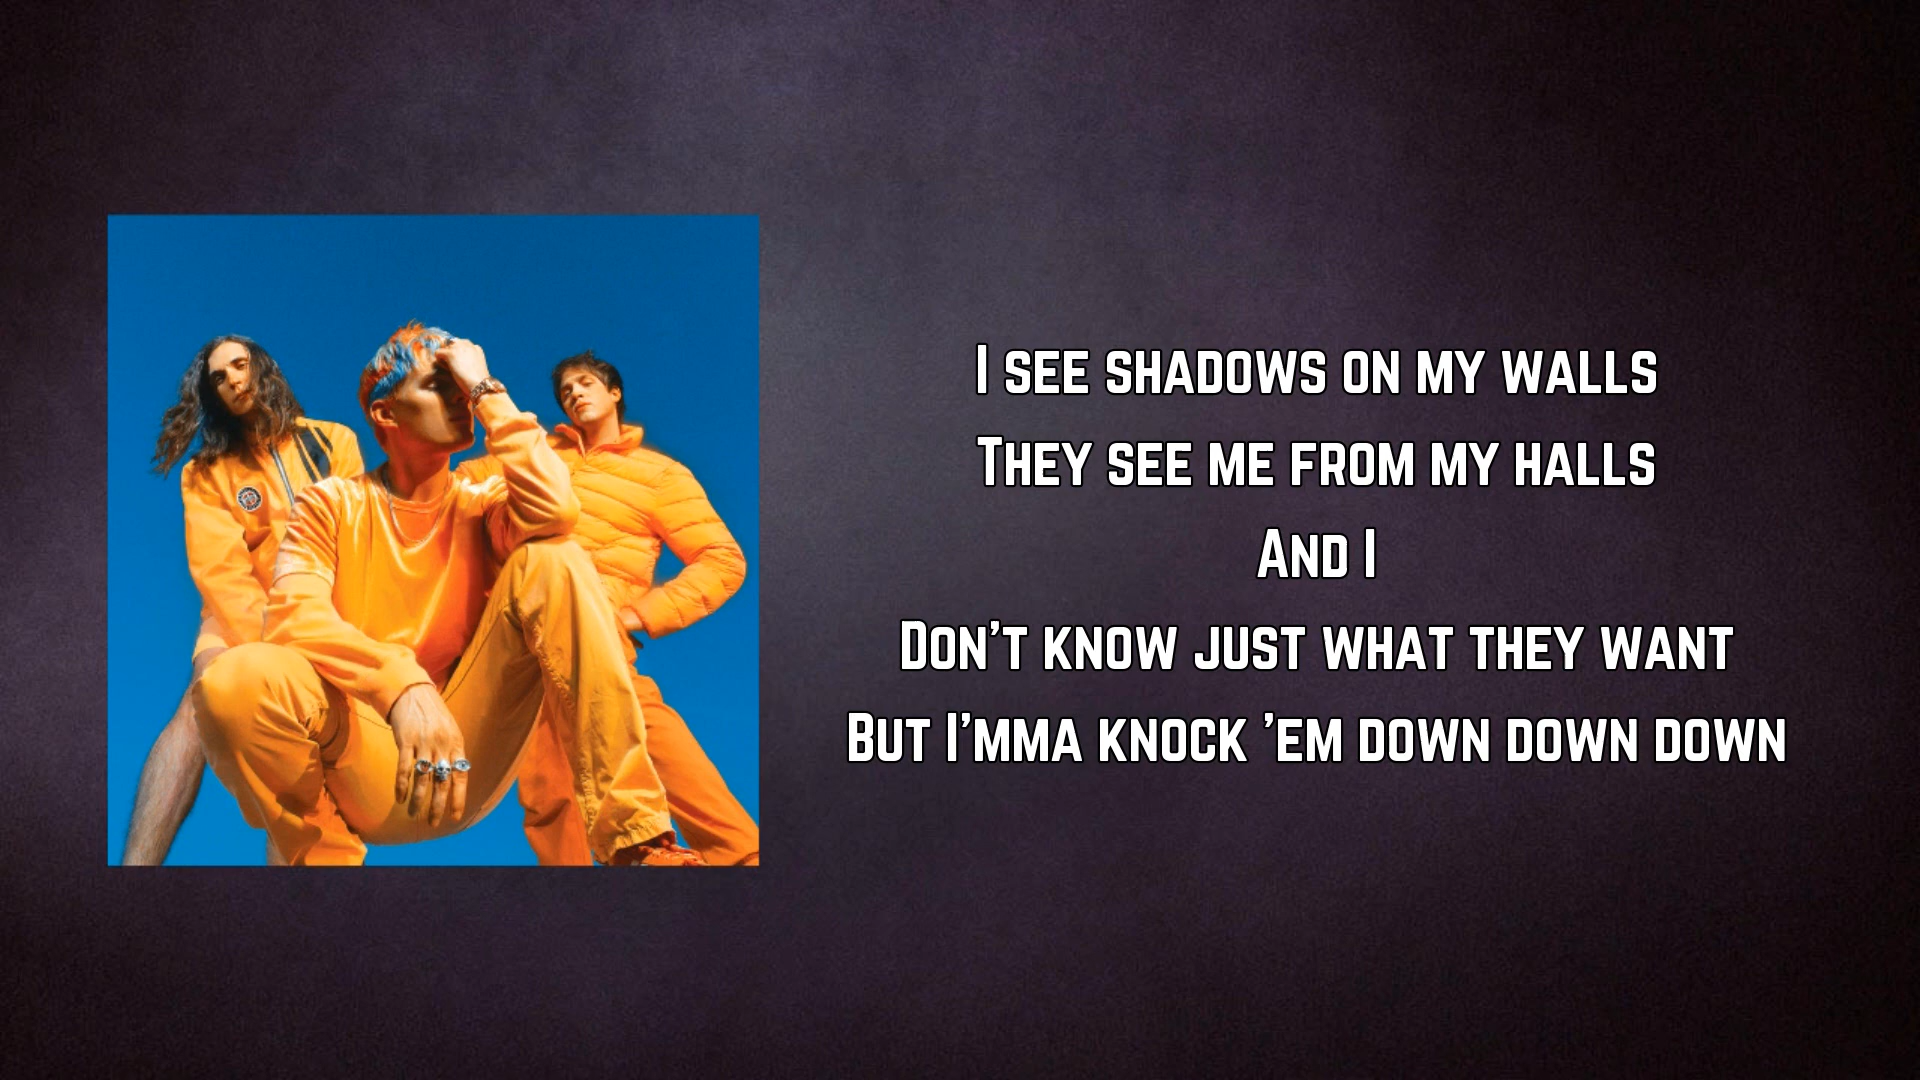 I see shadows on my walls
They see me from my halls
And I
Don't know just what they want
But I'mma knock 'em down down down